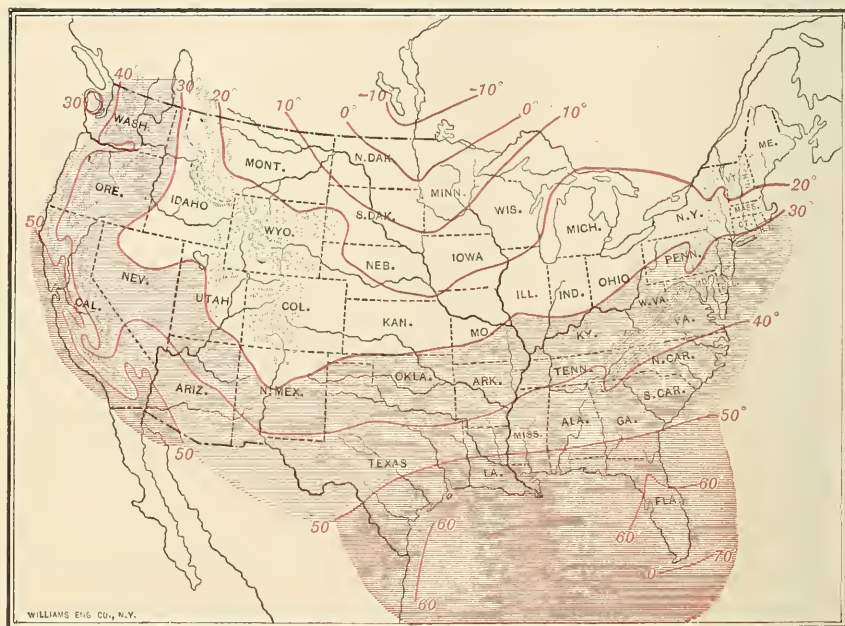 40°
-10°
-10°
30°
30°
20°
0°
0°
10°
10°
WASH.
N.DAK.
ME.
MONT.
MINN.
VT.
ORE.
20°
IDAHO
WIS.
MASS.
S.DAK.
N.Y.
30°
50
WYO.
MICH.
IOWA
PENN.
NEB.
NEV.
OHIO
ILL.
IND.
UTAH
COL.
W.VA.
CAL.
VA.
KAN.
MO.
KY.
40°
N.CAR.
OKLA.
TENN.
ARIZ.
N.MEX.
ARK.
S.CAR.
50°
ALA.
GA.
MISS.
50
TEXAS
LA.
60
FLA.
50
60
60
70°
0
60
WILLIAMS ENG CO., N.Y.